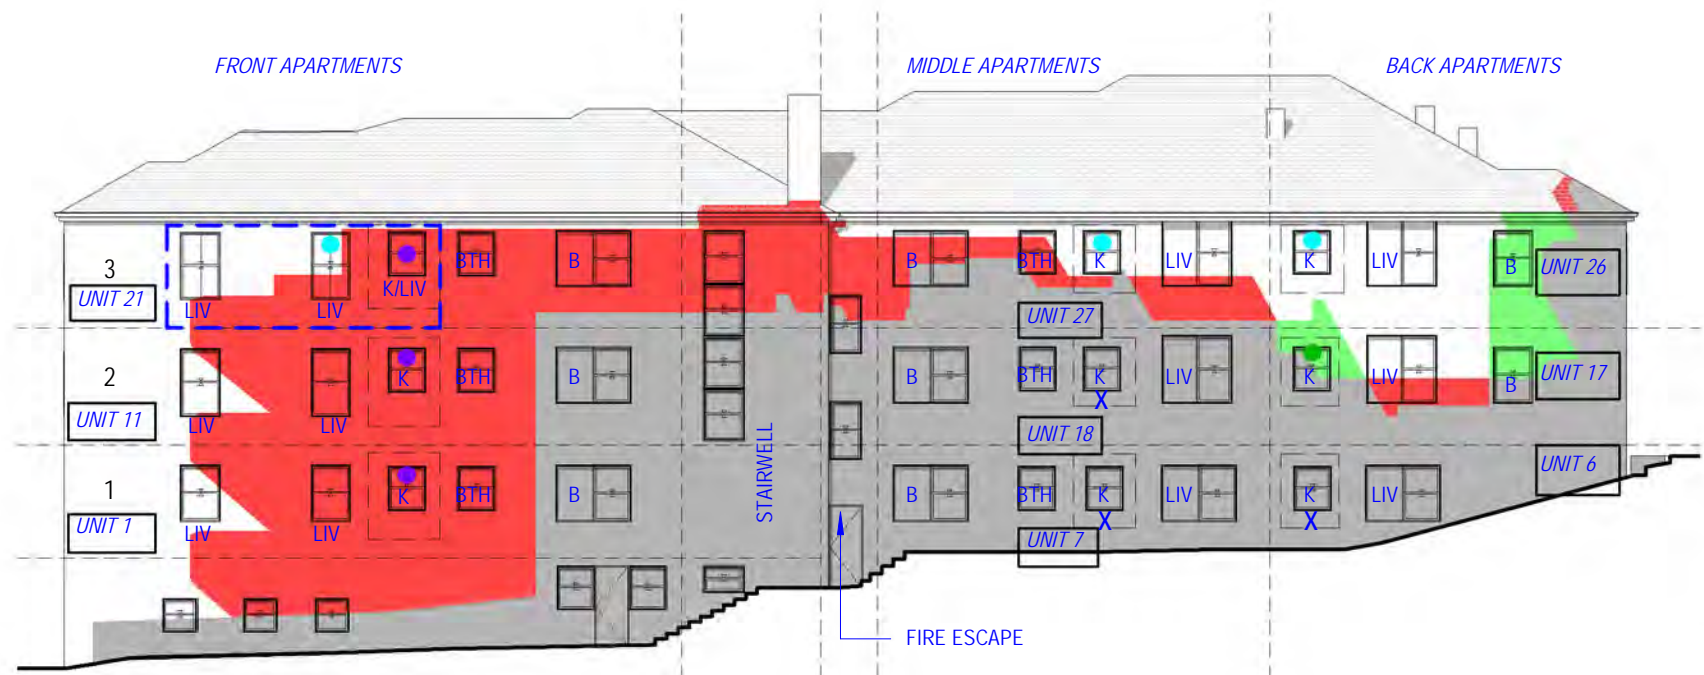 FRONT APARTMENTS MIDDLE APARTMENTS BACK APARTMENTS
3 BTH B B BTH K LIV K LIV B UNIT 26
UNIT 21 LIV LIV K/LIV UNIT 27
2 K BTH B B BTH K LIV K LIV B UNIT 17
UNIT 11 LIV LIV X UNIT 18
STAIRWELL
1 K BTH B B BTH K LIV K LIV UNIT 6
UNIT 1 LIV LIV X X
UNIT 7
FIRE ESCAPE